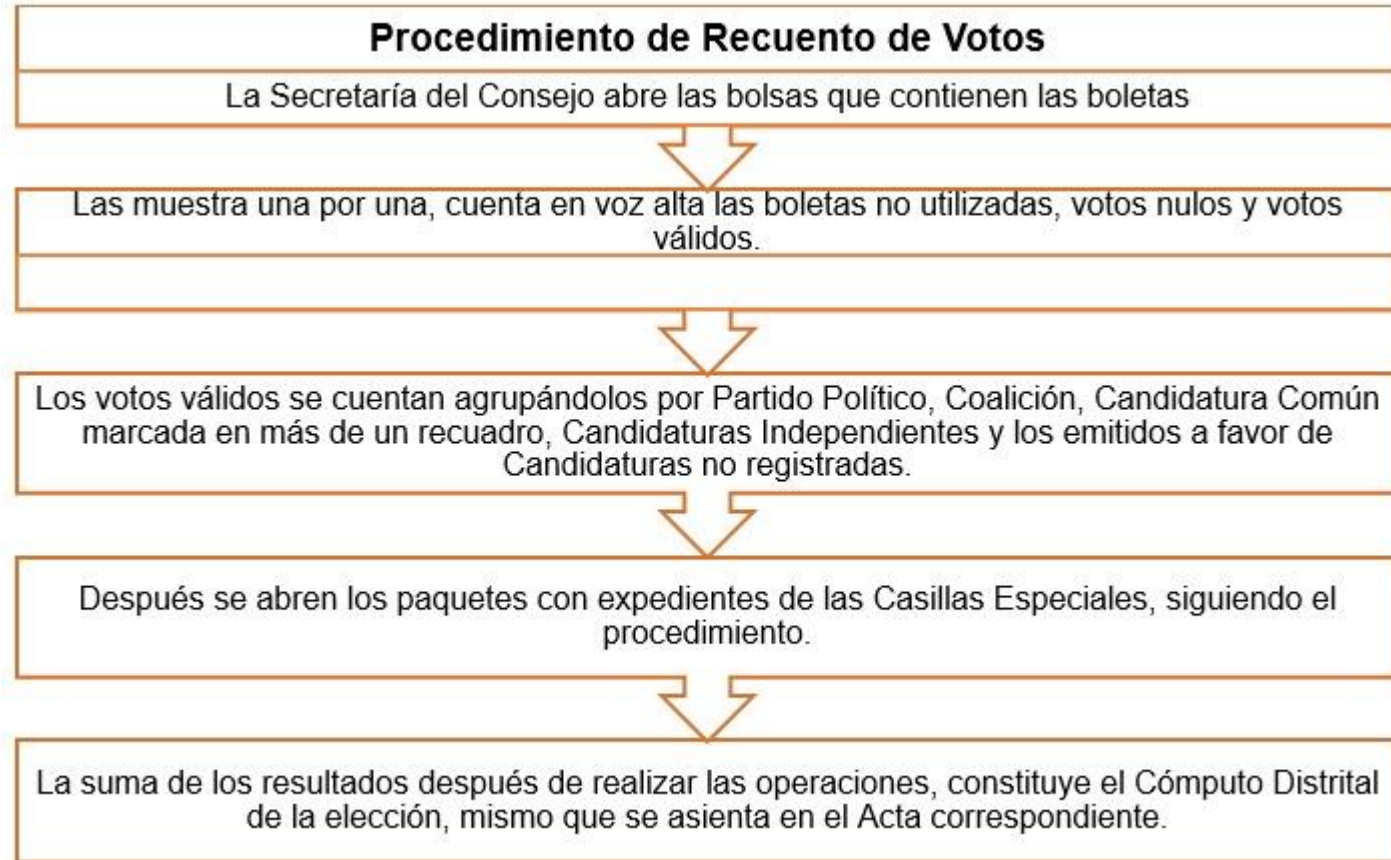 Procedimiento de Recuento de Votos
La Secretaría del Consejo abre las bolsas que contienen las boletas
Las muestra una por una, cuenta en voz alta las boletas no utilizadas, votos nulos y votos
válidos.
Los votos válidos se cuentan agrupándolos por Partido Político, Coalición, Candidatura Común
marcada en más de un recuadro, Candidaturas Independientes y los emitidos a favor de
Candidaturas no registradas.
Después se abren los paquetes con expedientes de las Casillas Especiales, siguiendo el
procedimiento.
La suma de los resultados después de realizar las operaciones, constituye el Cómputo Distrital
de la elección, mismo que se asienta en el Acta correspondiente.